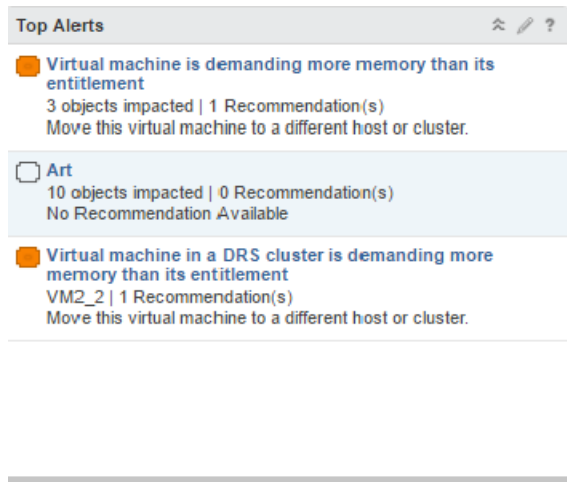 Top Alerts ?
Virtual machine is demanding more memory than its
entitlement
3 objects impacted | 1 Recommendation(s)
Move this virtual machine to a different host or cluster.
Art
10 objects impacted | 0 Recommendation(s)
No Recommendation Available
Virtual machine in a DRS cluster is demanding more
memory than its entitlement
VM2_2 | 1 Recommendation(s)
Move this virtual machine to a different host or cluster.